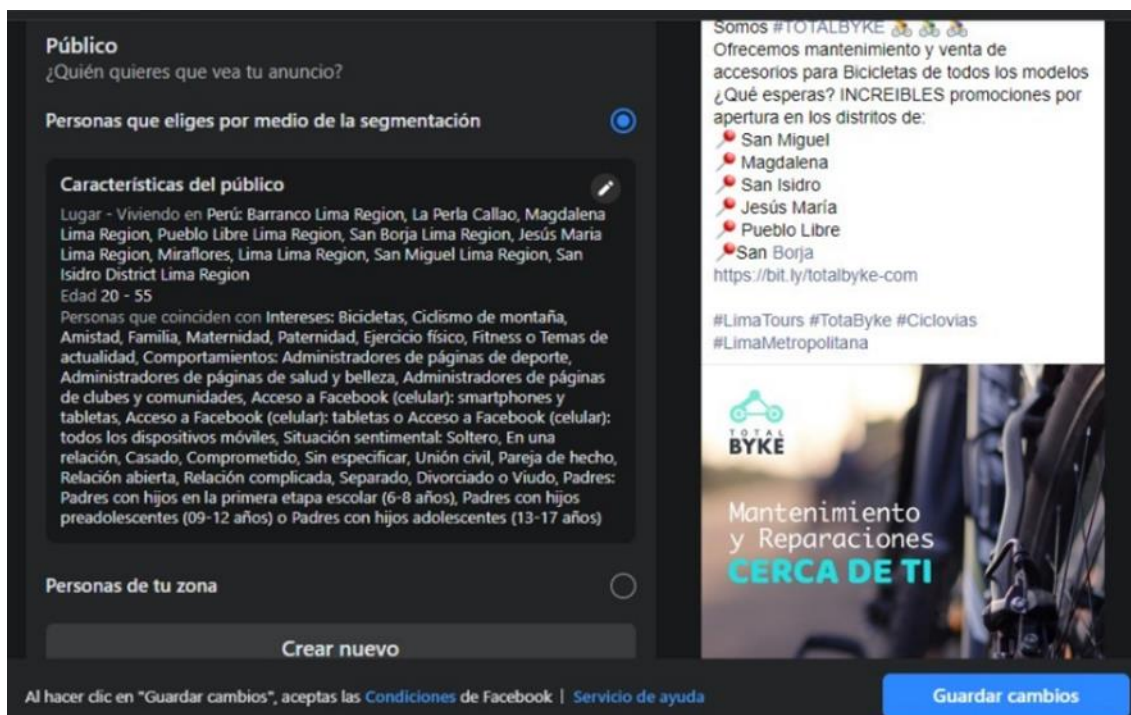 Público
¿Quién quieres que vea tu anuncio?
Personas que eliges por medio de la segmentación
Características del público
Lugar - Viviendo en Perú: Barranco Lima Region, La Perla Callao, Magdalena
Lima Region, Pueblo Libre Lima Region, San Borja Lima Region, Jesús Maria
Lima Region, Miraflores, Lima Lima Region, San Miguel Lima Region, San
Isidro District Lima Region
Edad 20 - 55
Personas que coinciden con Intereses: Bicicletas, Ciclismo de montaña,
Amistad, Familia, Maternidad, Paternidad, Ejercicio físico, Fitness o Temas de
actualidad, Comportamientos: Administradores de páginas de deporte,
Administradores de páginas de salud y belleza, Administradores de páginas
de clubes y comunidades, Acceso a Facebook (celular): smartphones y
tabletas, Acceso a Facebook (celular): tabletas o Acceso a Facebook (celular):
todos los dispositivos móviles, Situación sentimental: Soltero, En una
relación, Casado, Comprometido, Sin especificar, Unión civil, Pareja de hecho,
Relación abierta, Relación complicada, Separado, Divorciado o Viudo, Padres:
Padres con hijos en la primera etapa escolar (6-8 años), Padres con hijos
preadolescentes (09-12 años) o Padres con hijos adolescentes (13-17 años)
Personas de tu zona
Crear nuevo
Somos #TOTALBYKE 🚴 🚴 🚴
Ofrecemos mantenimiento y venta de
accesorios para Bicicletas de todos los modelos
¿Qué esperas? INCREIBLES promociones por
apertura en los distritos de:
📍 San Miguel
📍 Magdalena
📍 San Isidro
📍 Jesús María
📍 Pueblo Libre
📍San Borja
https://bit.ly/totalbyke-com
#LimaTours #TotaByke #Ciclovias
#LimaMetropolitana
TOTAL
BYKE
Mantenimiento
y Reparaciones
CERCA DE TI
Al hacer clic en "Guardar cambios", aceptas las Condiciones de Facebook | Servicio de ayuda
Guardar cambios